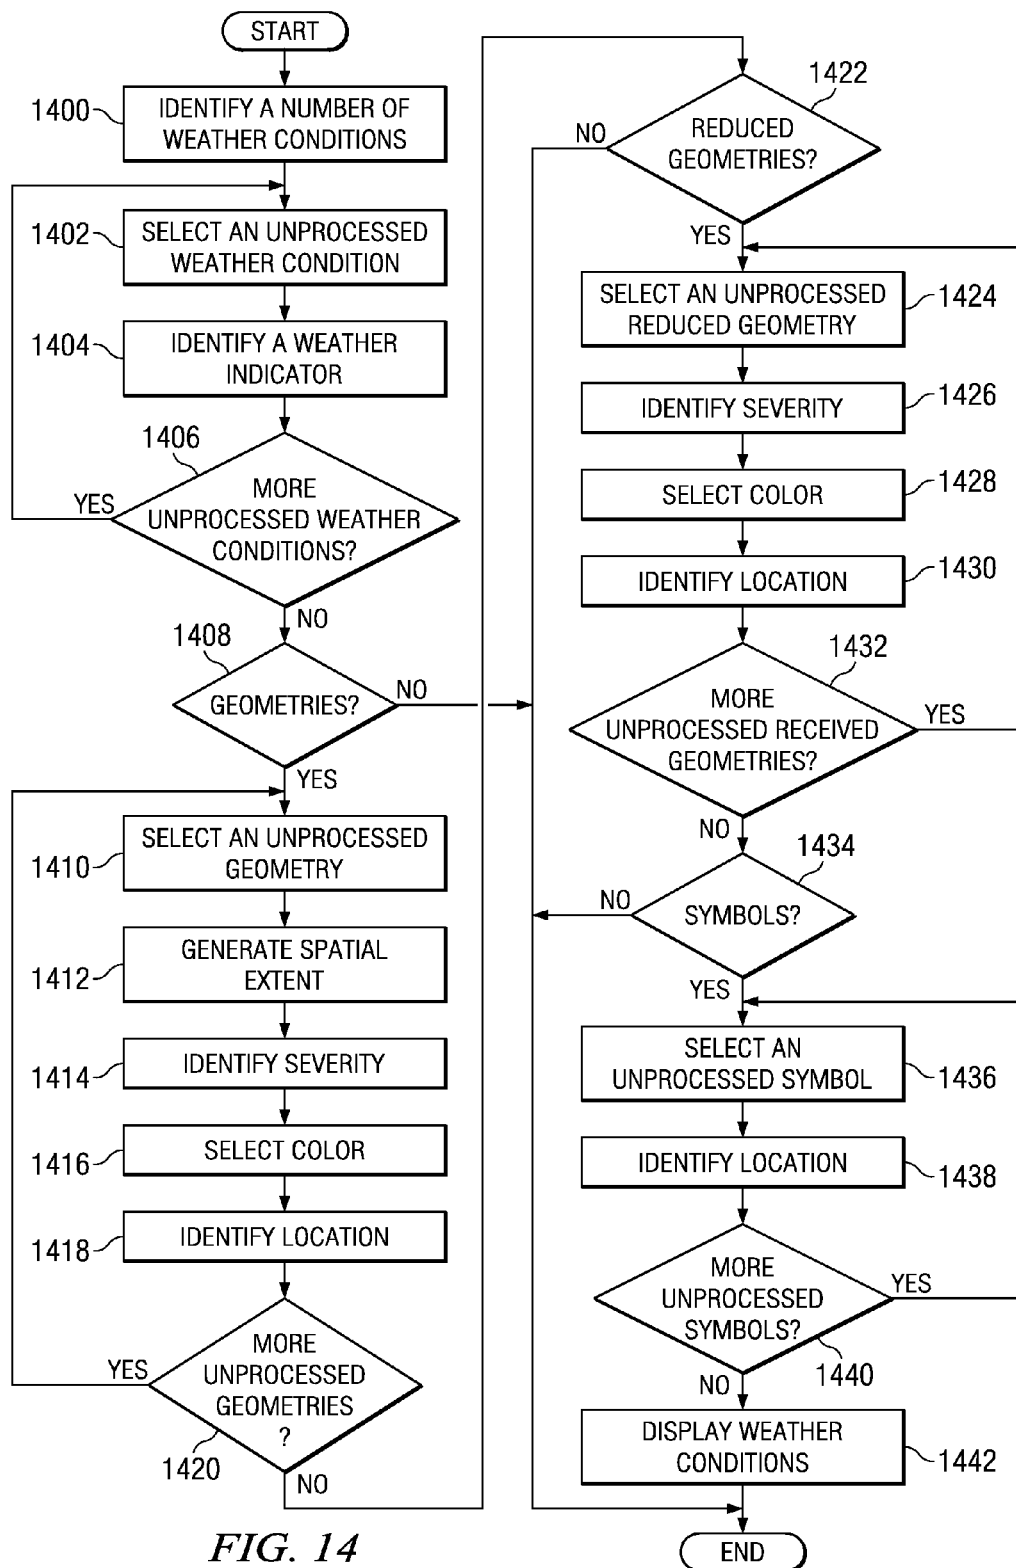 START
1400
IDENTIFY A NUMBER OF
WEATHER CONDITIONS
1402
SELECT AN UNPROCESSED
WEATHER CONDITION
1404
IDENTIFY A WEATHER
INDICATOR
1406
MORE
UNPROCESSED WEATHER
CONDITIONS?
YES
NO
1408
GEOMETRIES?
NO
YES
1410
SELECT AN UNPROCESSED
GEOMETRY
1412
GENERATE SPATIAL
EXTENT
1414
IDENTIFY SEVERITY
1416
SELECT COLOR
1418
IDENTIFY LOCATION
MORE
UNPROCESSED
GEOMETRIES
?
YES
1420
NO
1422
REDUCED
GEOMETRIES?
NO
YES
SELECT AN UNPROCESSED
REDUCED GEOMETRY
1424
IDENTIFY SEVERITY
1426
SELECT COLOR
1428
IDENTIFY LOCATION
1430
1432
MORE
UNPROCESSED RECEIVED
GEOMETRIES?
YES
NO
1434
SYMBOLS?
NO
YES
SELECT AN
UNPROCESSED SYMBOL
1436
IDENTIFY LOCATION
1438
MORE
UNPROCESSED
SYMBOLS?
YES
1440
NO
DISPLAY WEATHER
CONDITIONS
1442
END
FIG. 14